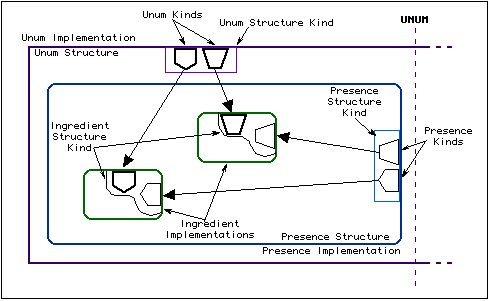 UNUM
Unum Kinds
Unum Structure Kind
Unum Implementation
Unum Structure
Presence
Structure
Kind
Ingredient
Structure
Kind
Presence
Kinds
Ingredient
Implementations
Presence Structure
Presence Implementation